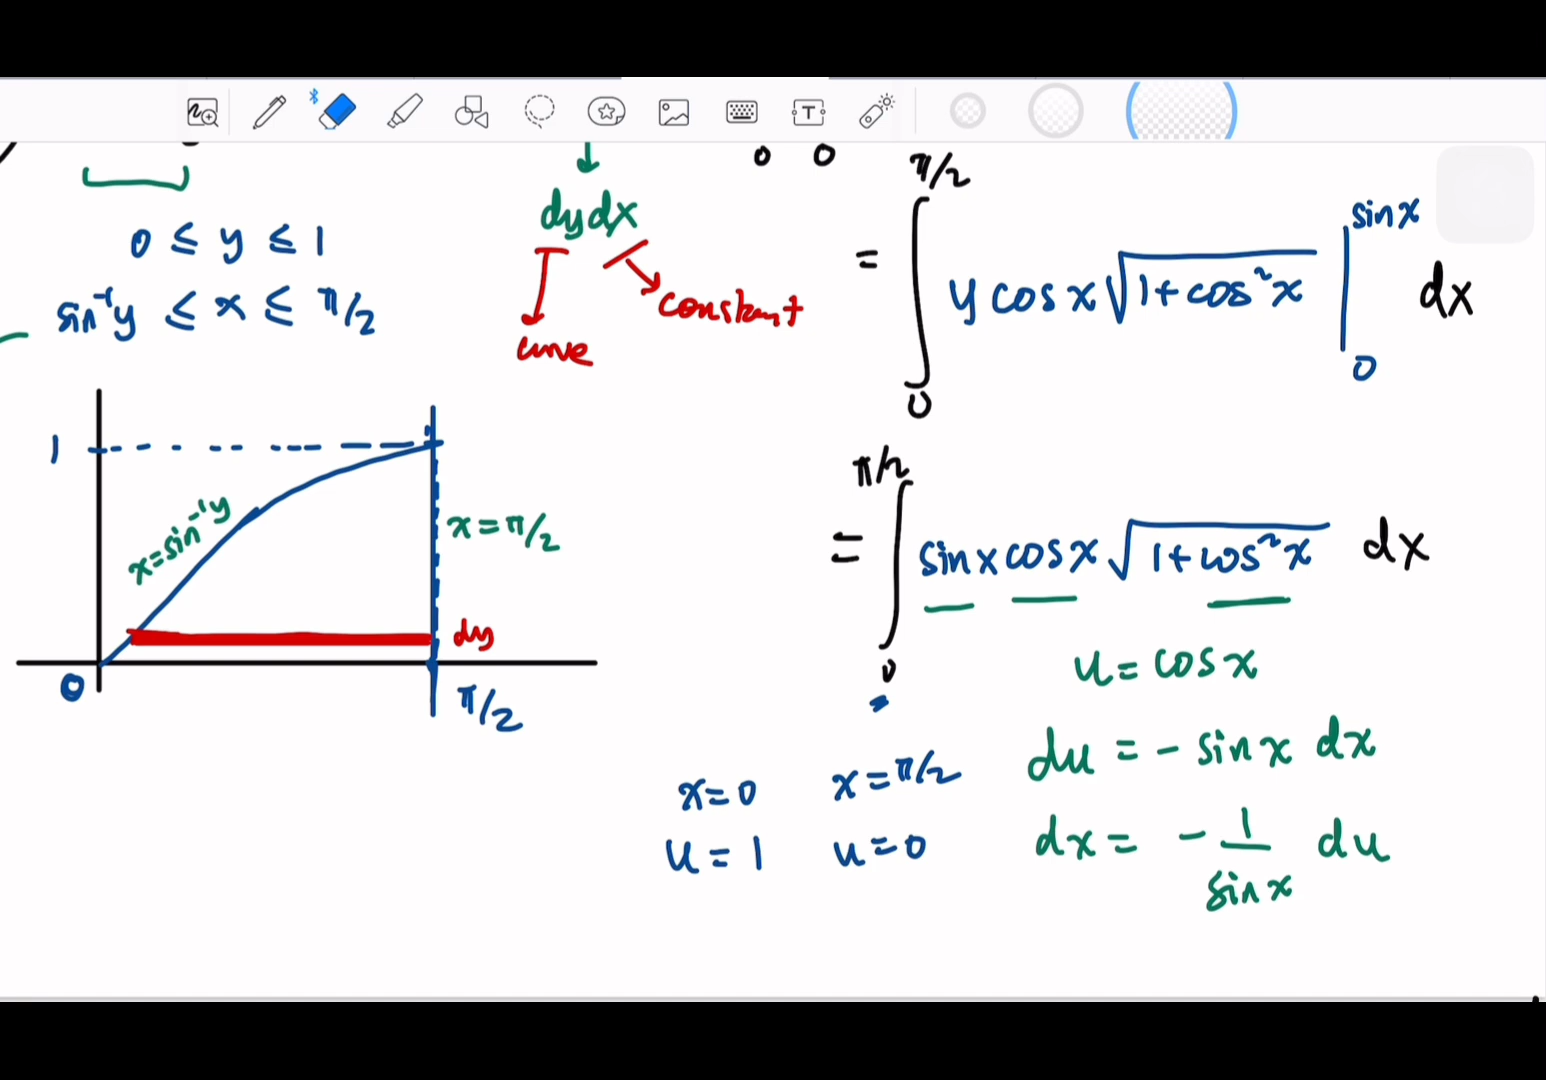 0 ≤ y ≤ 1
sin⁻¹y ≤ x ≤ π/2
dy dx
curve
constant
1
x = sin⁻¹y
x = π/2
dy
0
π/2
0 0
= ∫₀^(π/2) y cos x √(1 + cos²x) |₀^(sin x) dx
= ∫₀^(π/2) sin x cos x √(1 + cos²x) dx
u = cos x
du = - sin x dx
dx = - 1/sin x du
x = 0 x = π/2
u = 1 u = 0
T